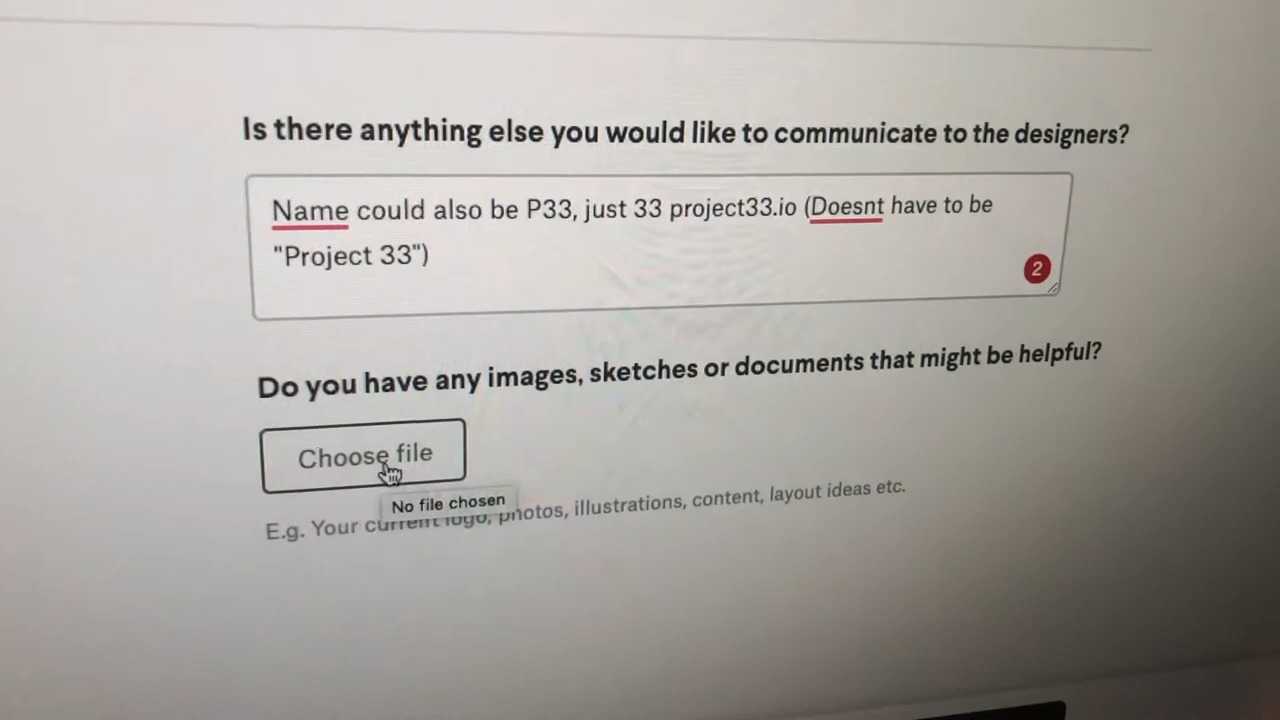 Is there anything else you would like to communicate to the designers?
Name could also be P33, just 33 project33.io (Doesnt have to be
"Project 33")
2
Do you have any images, sketches or documents that might be helpful?
Choose file
No file chosen
E.g. Your current logo, photos, illustrations, content, layout ideas etc.